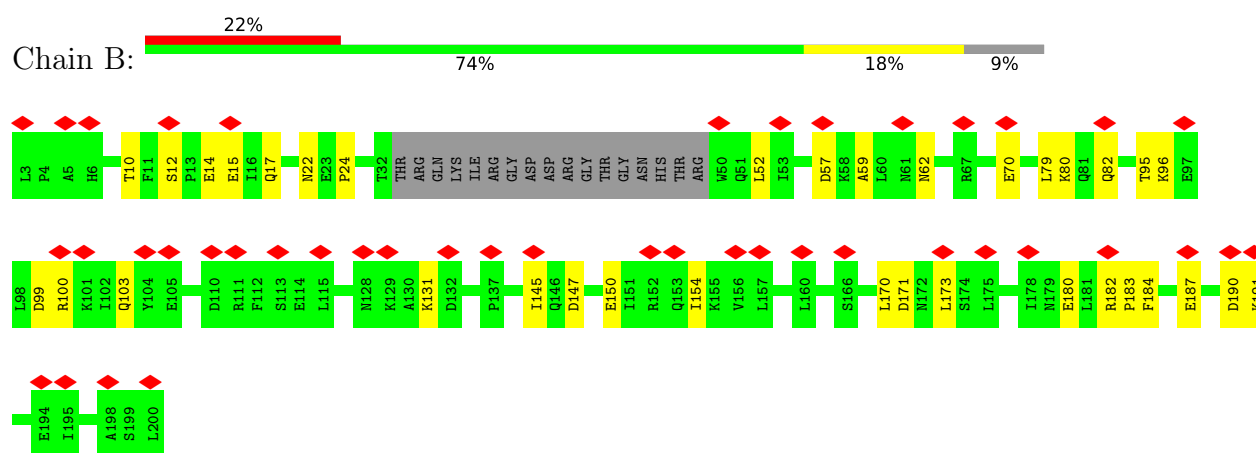 22%
Chain B:
74% 18% 9%
L3 P4 A5 H6 T10 F11 S12 P13 E14 E15 I16 Q17 N22 E23 P24 T32 THR ARG GLN LYS ILE ARG GLY ASP ASP ARG GLY THR GLY ASN HIS THR ARG W50 Q51 L52 I53 D57 K58 A59 L60 N61 N62 R67 E70 L79 K80 Q81 Q82 T95 K96 E97
L98 D99 R100 K101 I102 Q103 Y104 E105 D110 R111 F112 S113 E114 L115 N128 K129 A130 K131 D132 P137 I145 Q146 D147 E150 I151 R152 Q153 I154 K155 V156 L157 L160 S166 L170 D171 N172 L173 S174 L175 I178 N179 E180 L181 R182 P183 F184 E187 D190
E194 I195 A198 S199 L200